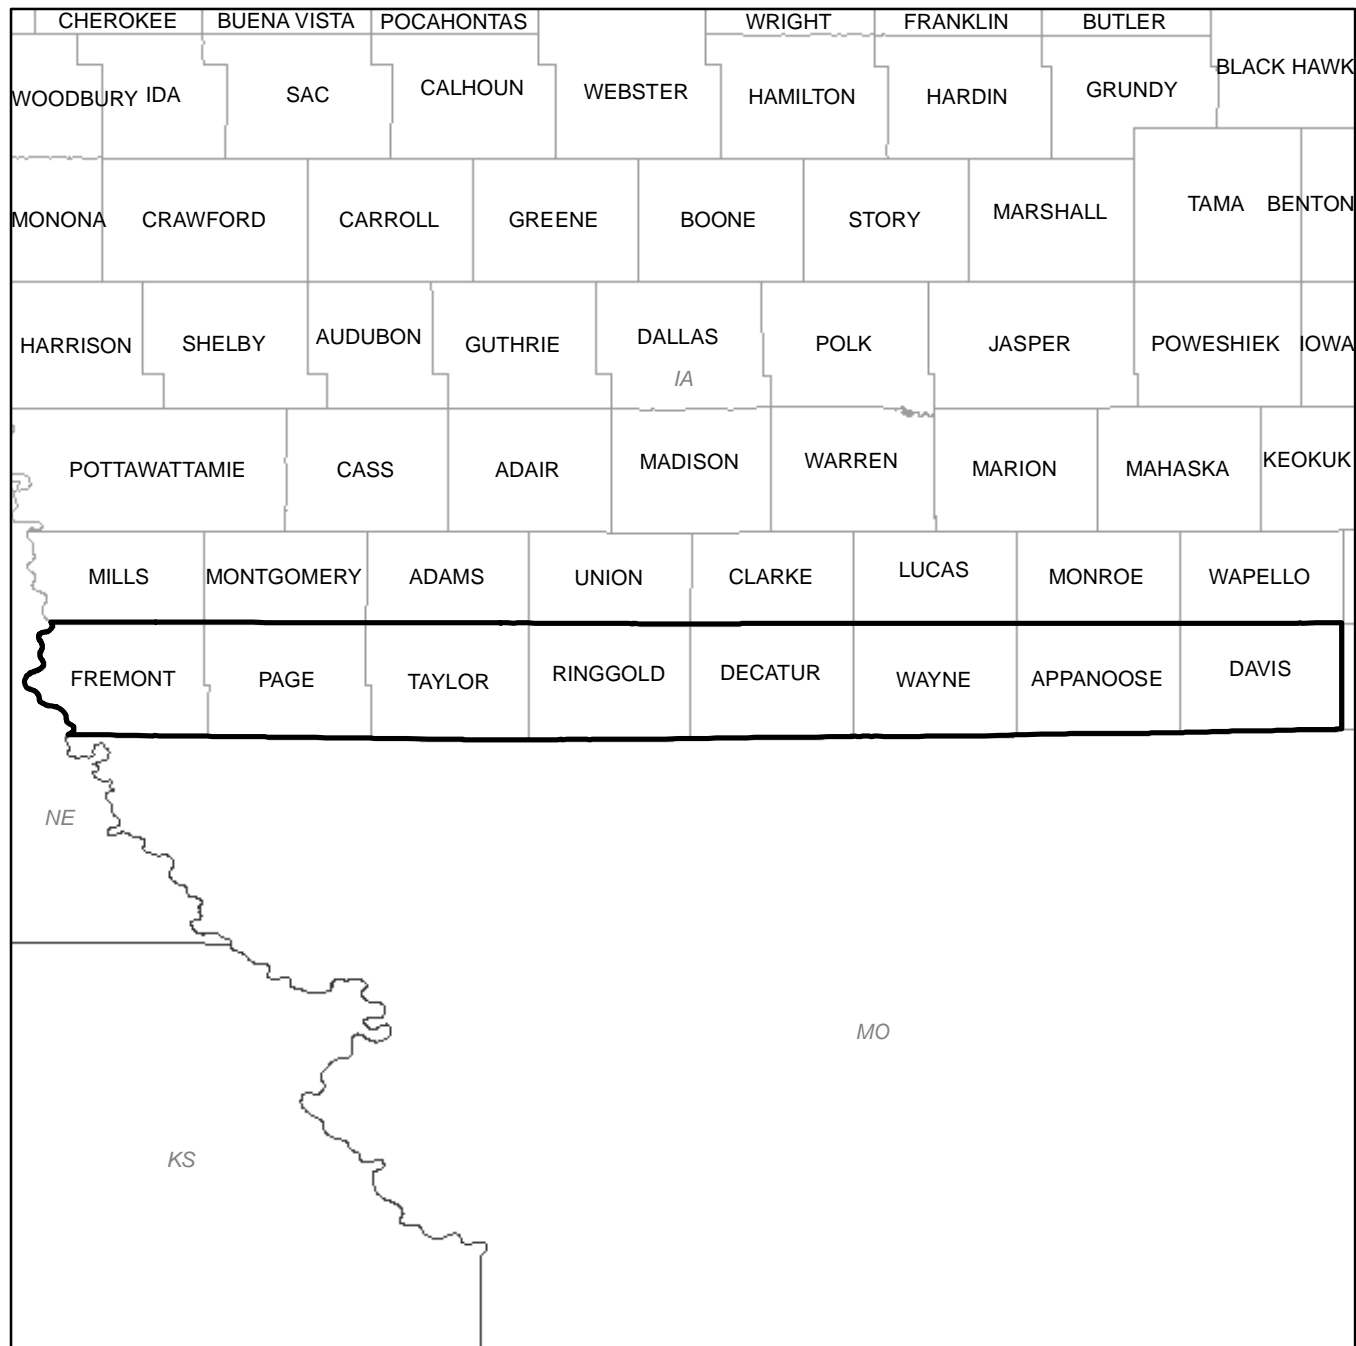 CHEROKEE BUENA VISTA POCAHONTAS WRIGHT FRANKLIN BUTLER
WOODBURY IDA SAC CALHOUN WEBSTER HAMILTON HARDIN GRUNDY BLACK HAWK
MONONA CRAWFORD CARROLL GREENE BOONE STORY MARSHALL TAMA BENTON
HARRISON SHELBY AUDUBON GUTHRIE DALLAS POLK JASPER POWESHIEK IOWA
IA
POTTAWATTAMIE CASS ADAIR MADISON WARREN MARION MAHASKA KEOKUK
MILLS MONTGOMERY ADAMS UNION CLARKE LUCAS MONROE WAPELLO
FREMONT PAGE TAYLOR RINGGOLD DECATUR WAYNE APPANOOSE DAVIS
NE
MO
KS